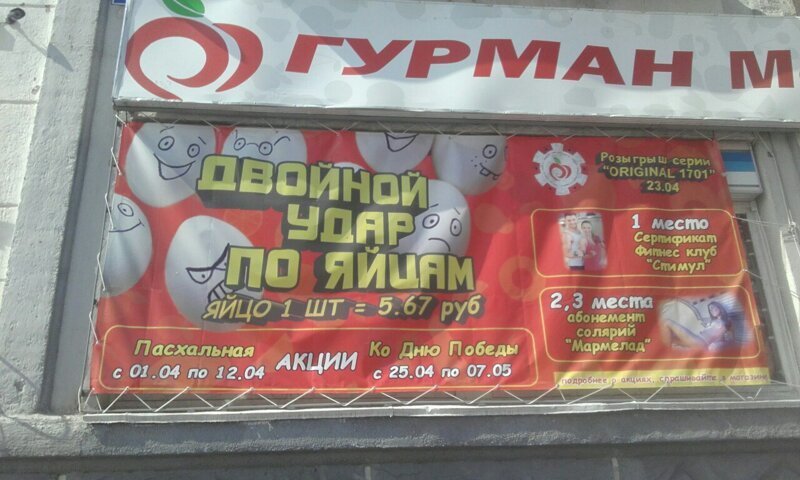 ГУРМАН М
ДВОЙНОЙ
УДАР
ПО ЯЙЦАМ
ЯЙЦО 1 ШТ = 5.67 руб
Пасхальная
с 01.04 по 12.04
АКЦИИ
Ко Дню Победы
с 25.04 по 07.05
Розыгрыш серии
"ORIGINAL 1701"
23.04
1 место
Сертификат
Фитнес клуб
"Стимул"
2,3 места
абонемент
солярий
"Мармелад"
подробнее о акциях, спрашивайте в магазине